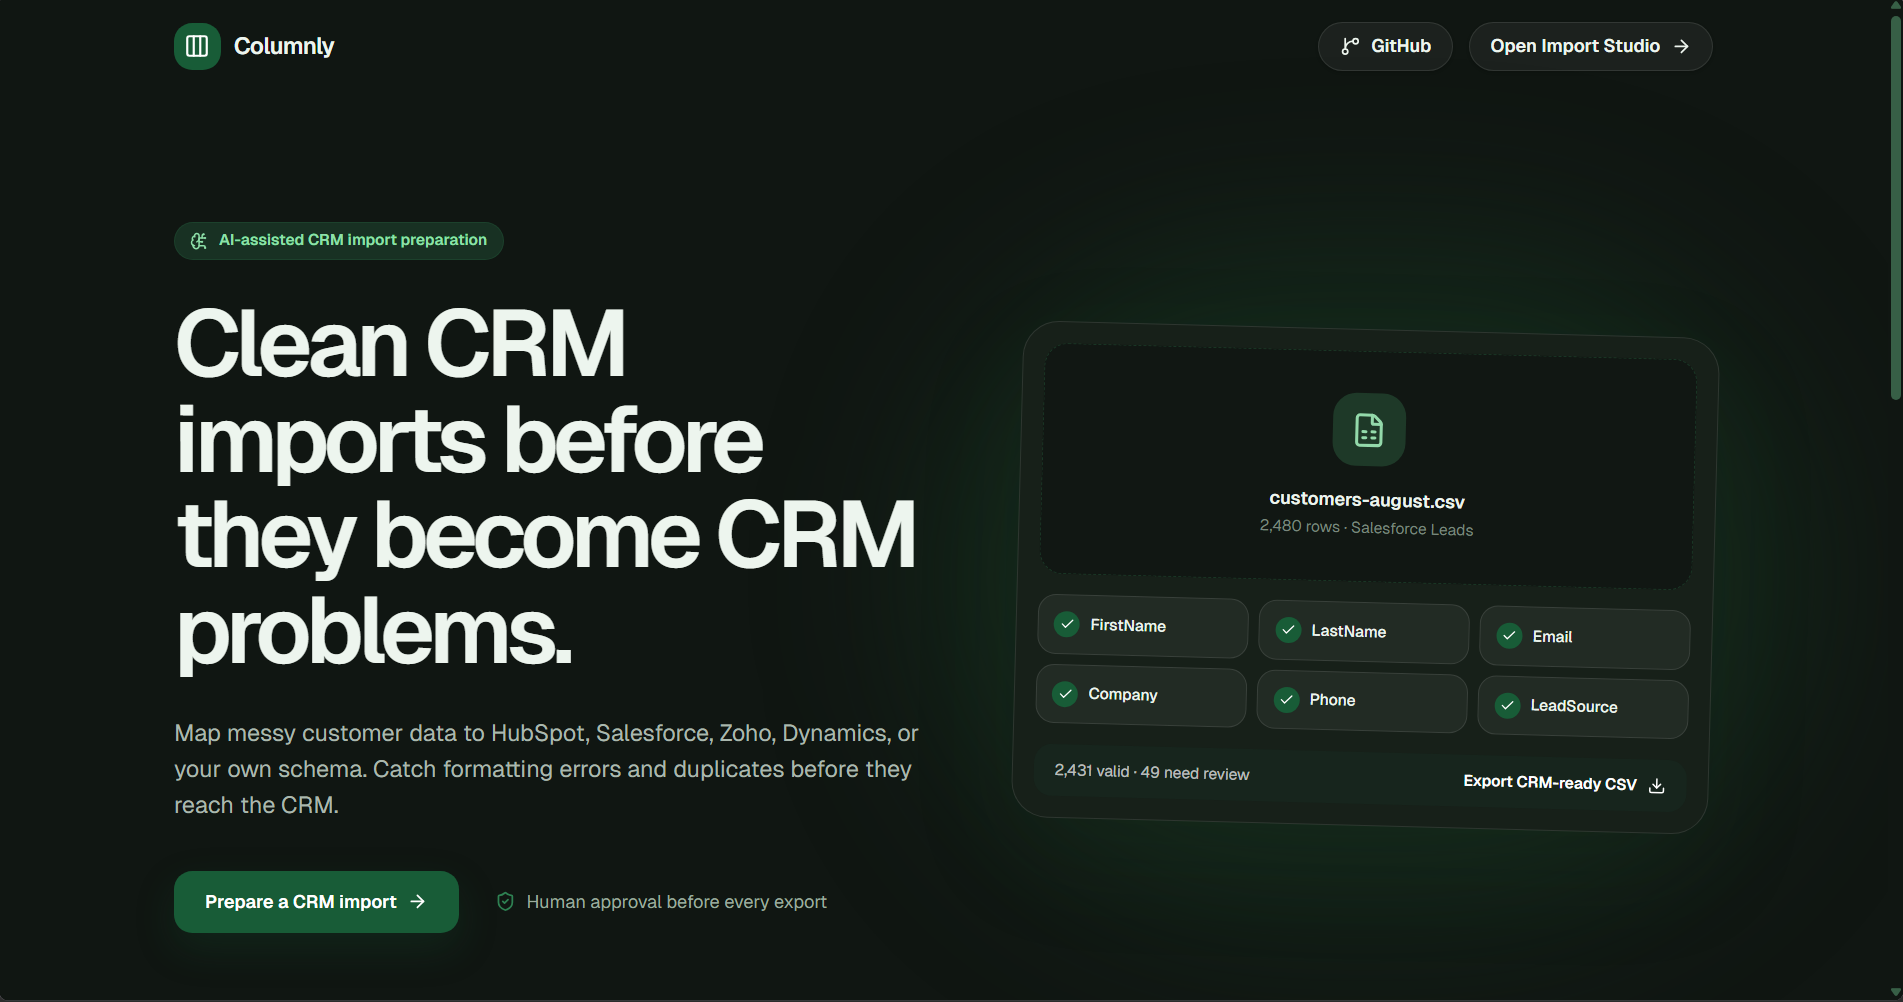 Columnly
GitHub
Open Import Studio
AI-assisted CRM import preparation
Clean CRM
imports before
they become CRM
problems.
Map messy customer data to HubSpot, Salesforce, Zoho, Dynamics, or
your own schema. Catch formatting errors and duplicates before they
reach the CRM.
Prepare a CRM import
Human approval before every export
customers-august.csv
2,480 rows · Salesforce Leads
FirstName
LastName
Email
Company
Phone
LeadSource
2,431 valid · 49 need review
Export CRM-ready CSV